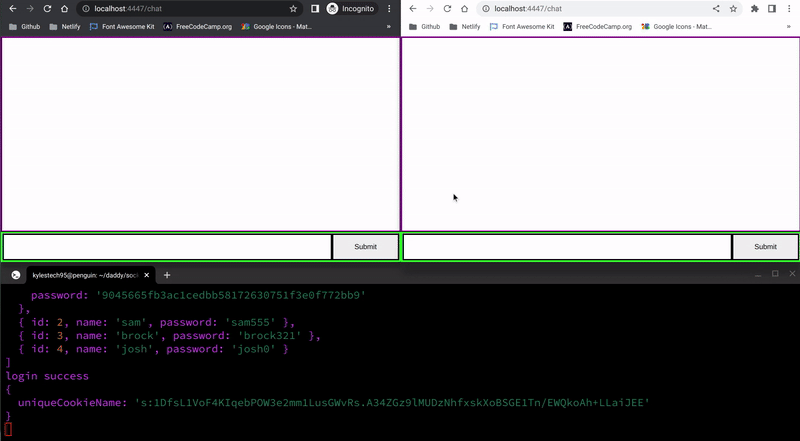 localhost:4447/chat
Incognito
Github
Netlify
Font Awesome Kit
{A}
FreeCodeCamp.org
Google Icons - Mat...
»
Submit
localhost:4447/chat
Github
Netlify
Font Awesome Kit
{A}
FreeCodeCamp.org
Google Icons - Mat...
»
Submit
kylestech95@penguin: ~/daddy/soc
password: '9045665fb3ac1cedbb58172630751f3e0f772bb9'
},
{ id: 2, name: 'sam', password: 'sam555' },
{ id: 3, name: 'brock', password: 'brock321' },
{ id: 4, name: 'josh', password: 'josh0' }
]
login success
{
uniqueCookieName: 's:1DfsL1VoF4KIqebPOW3e2mm1LusGWvRs.A34ZGz9lMUDzNhfxskXoBSGE1Tn/EWQkoAh+LLaiJEE'
}